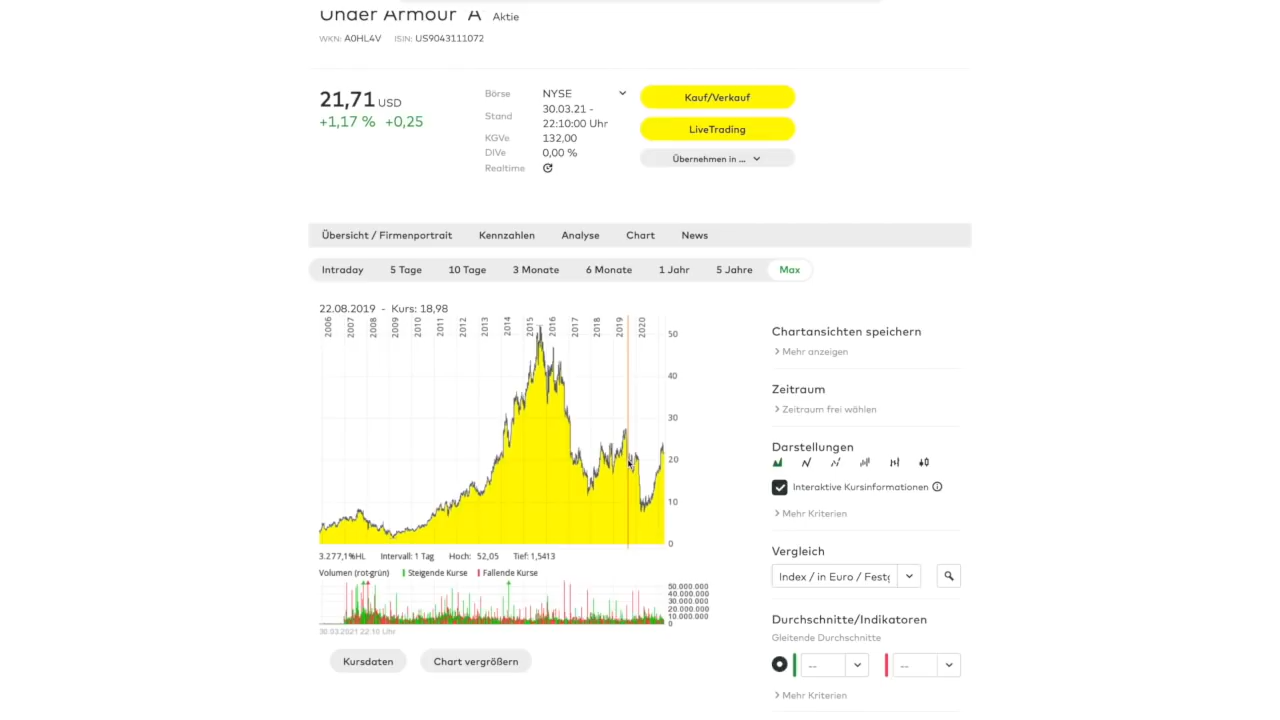 Under Armour A Aktie
WKN: A0HL4V ISIN: US9043111072
21,71 USD
+1,17 % +0,25
Börse NYSE
Stand 30.03.21 -
22:10:00 Uhr
KGVe 132,00
DIVe 0,00 %
Realtime
Kauf/Verkauf
LiveTrading
Übernehmen in ...
Übersicht / Firmenportrait Kennzahlen Analyse Chart News
Intraday 5 Tage 10 Tage 3 Monate 6 Monate 1 Jahr 5 Jahre Max
22.08.2019 - Kurs: 18,98
2006 2007 2008 2009 2010 2011 2012 2013 2014 2015 2016 2017 2018 2019 2020
50
40
30
20
10
0
3.277,1%HL Intervall: 1 Tag Hoch: 52,05 Tief: 1,5413
Volumen (rot-grün) Steigende Kurse Fallende Kurse
50.000.000
40.000.000
30.000.000
20.000.000
10.000.000
0
30.03.2021 22:10 Uhr
Kursdaten Chart vergrößern
Chartansichten speichern
Mehr anzeigen
Zeitraum
Zeitraum frei wählen
Darstellungen
Interaktive Kursinformationen
Mehr Kriterien
Vergleich
Index / in Euro / Festg
Durchschnitte/Indikatoren
Gleitende Durchschnitte
-- --
Mehr Kriterien